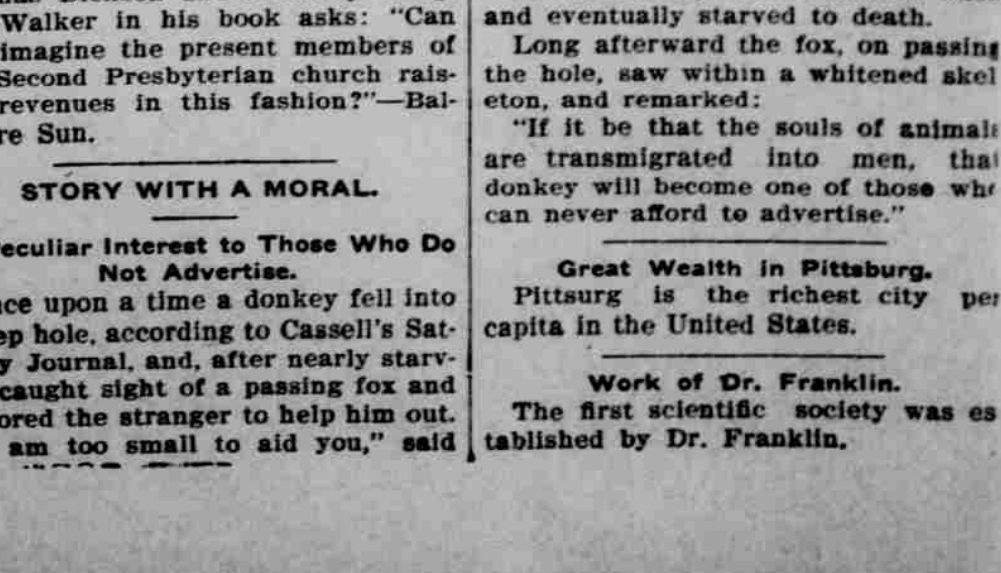 Walker in his book asks: "Can
imagine the present members of
Second Presbyterian church rais-
revenues in this fashion?"—Bal-
re Sun.
STORY WITH A MORAL.
eculiar Interest to Those Who Do
Not Advertise.
ce upon a time a donkey fell into
ep hole, according to Cassell's Sat-
y Journal, and, after nearly starv-
caught sight of a passing fox and
ored the stranger to help him out.
am too small to aid you," said
and eventually starved to death.
Long afterward the fox, on passing
the hole, saw within a whitened skel
eton, and remarked:
"If it be that the souls of animals
are transmigrated into men, that
donkey will become one of those who
can never afford to advertise."
Great Wealth in Pittsburg.
Pittsurg is the richest city per
capita in the United States.
Work of Dr. Franklin.
The first scientific society was es
tablished by Dr. Franklin.